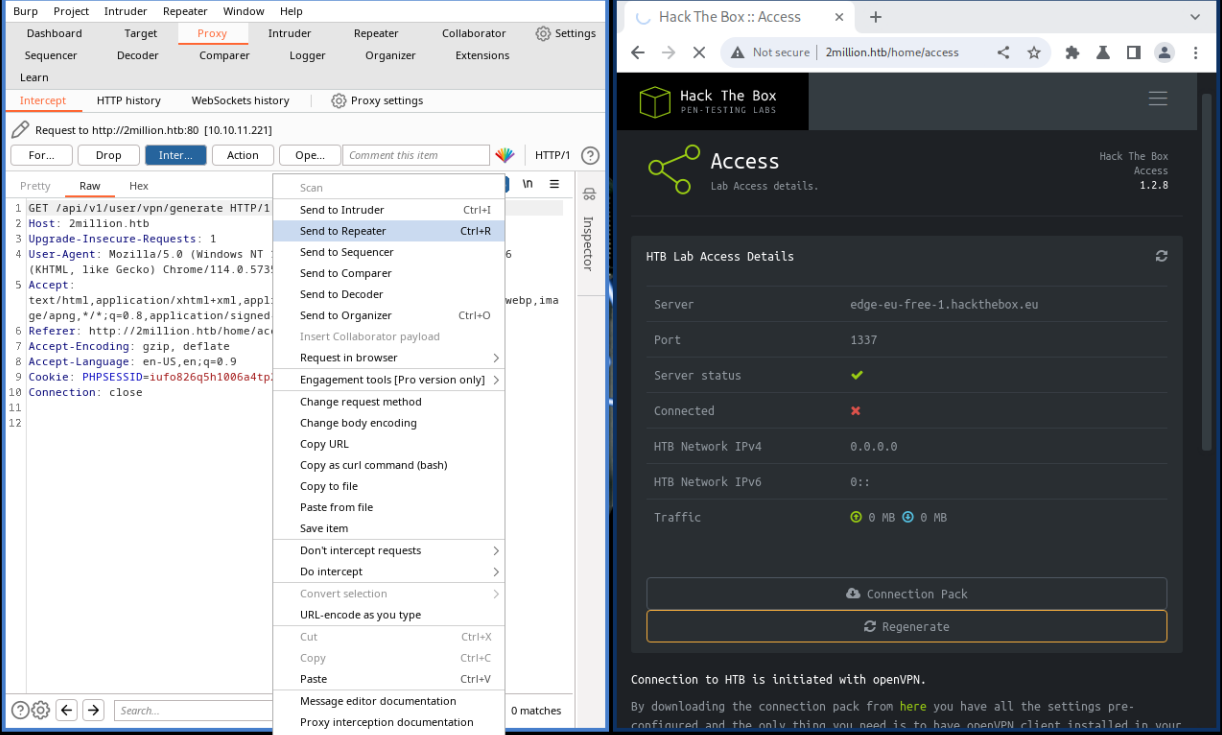 Burp Project Intruder Repeater Window Help
Dashboard Target Proxy Intruder Repeater Collaborator Settings
Sequencer Decoder Comparer Logger Organizer Extensions
Learn
Intercept HTTP history WebSockets history Proxy settings
Request to http://2million.htb:80 [10.10.11.221]
For... Drop Inter... Action Ope... Comment this item HTTP/1
Pretty Raw Hex \n
1 GET /api/v1/user/vpn/generate HTTP/1
2 Host: 2million.htb
3 Upgrade-Insecure-Requests: 1
4 User-Agent: Mozilla/5.0 (Windows NT
(KHTML, like Gecko) Chrome/114.0.573
5 Accept:
text/html,application/xhtml+xml,appl webp,ima
ge/apng,*/*;q=0.8,application/signed
6 Referer: http://2million.htb/home/ac
7 Accept-Encoding: gzip, deflate
8 Accept-Language: en-US,en;q=0.9
9 Cookie: PHPSESSID=iufo826q5h1006a4tp
10 Connection: close
11
12
Inspector
Scan
Send to Intruder Ctrl+I
Send to Repeater Ctrl+R
Send to Sequencer
Send to Comparer
Send to Decoder
Send to Organizer Ctrl+O
Insert Collaborator payload
Request in browser
Engagement tools [Pro version only]
Change request method
Change body encoding
Copy URL
Copy as curl command (bash)
Copy to file
Paste from file
Save item
Don't intercept requests
Do intercept
Convert selection
URL-encode as you type
Cut Ctrl+X
Copy Ctrl+C
Paste Ctrl+V
Message editor documentation
Proxy interception documentation
Search...
0 matches
Hack The Box :: Access
Not secure 2million.htb/home/access
Hack The Box
PEN-TESTING LABS
Access
Lab Access details.
Hack The Box
Access
1.2.8
HTB Lab Access Details
Server edge-eu-free-1.hackthebox.eu
Port 1337
Server status
Connected
HTB Network IPv4 0.0.0.0
HTB Network IPv6 0::
Traffic 0 MB 0 MB
Connection Pack
Regenerate
Connection to HTB is initiated with openVPN.
By downloading the connection pack from here you have all the settings pre-
configured and the only thing you need is to have openVPN client installed in your